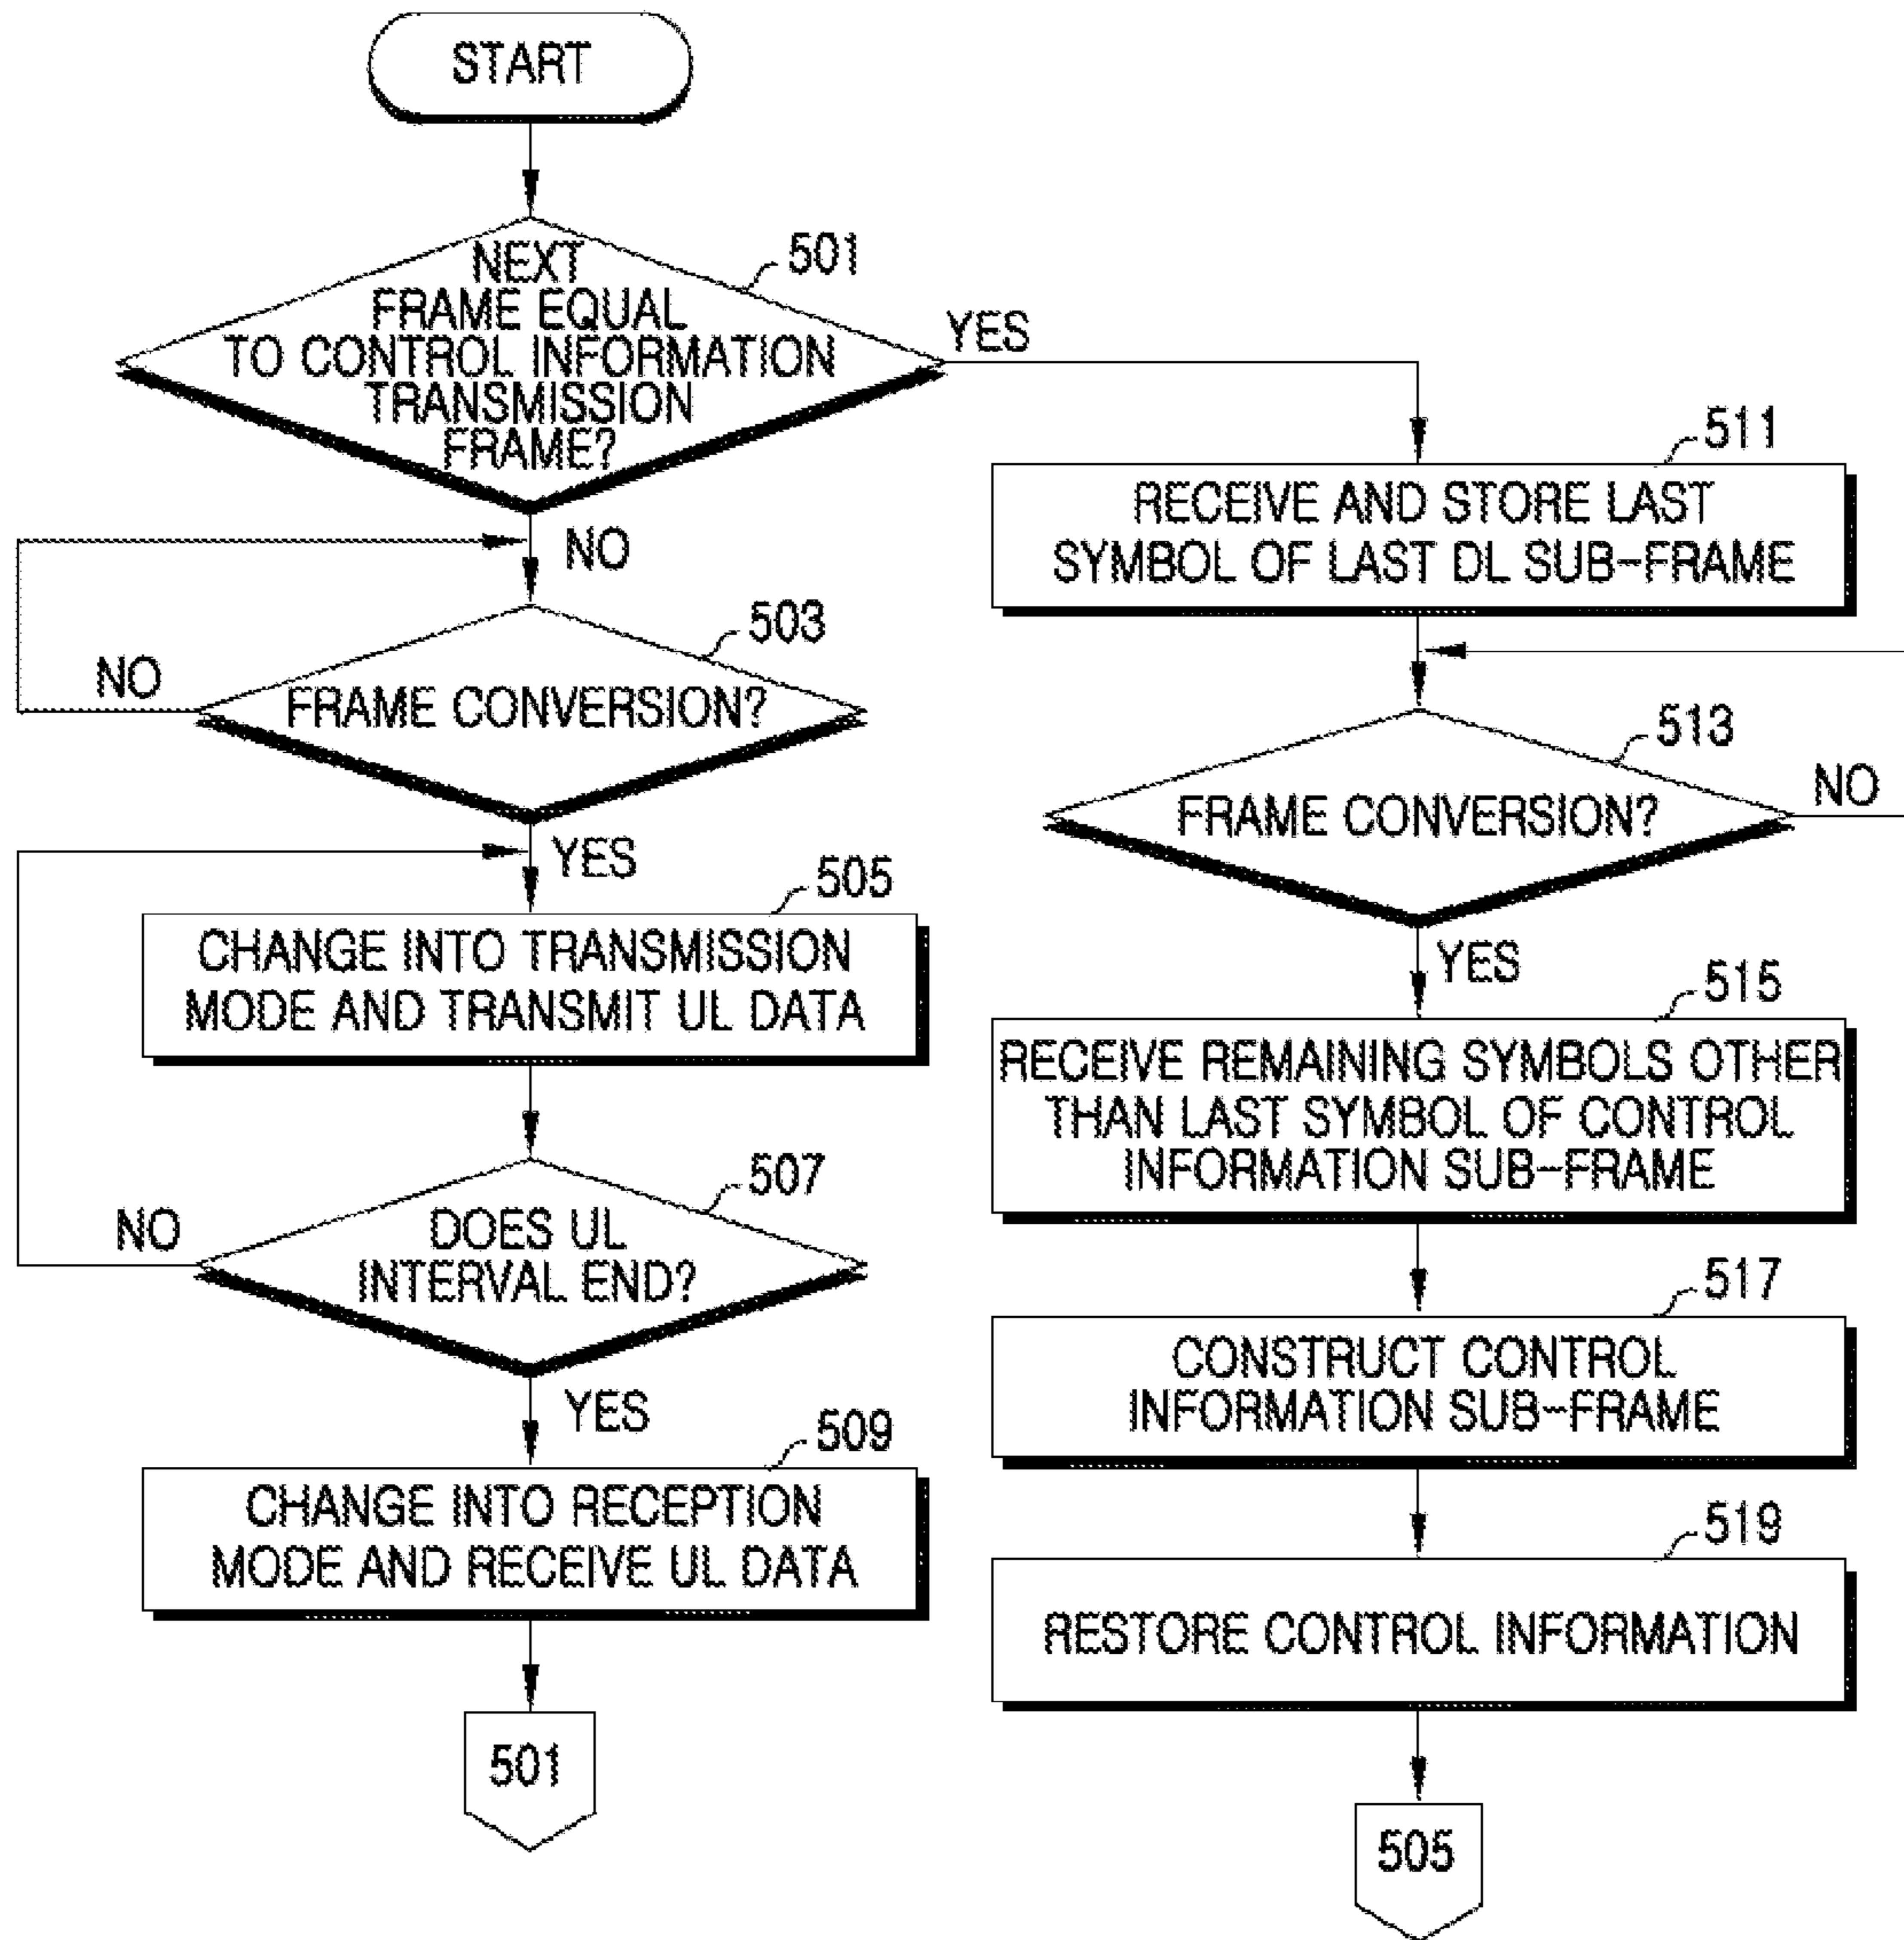 START
NEXT
FRAME EQUAL
TO CONTROL INFORMATION
TRANSMISSION
FRAME?
501
YES
NO
503
FRAME CONVERSION?
NO
YES
505
CHANGE INTO TRANSMISSION
MODE AND TRANSMIT UL DATA
507
DOES UL
INTERVAL END?
NO
YES
509
CHANGE INTO RECEPTION
MODE AND RECEIVE UL DATA
501
511
RECEIVE AND STORE LAST
SYMBOL OF LAST DL SUB-FRAME
513
FRAME CONVERSION?
NO
YES
515
RECEIVE REMAINING SYMBOLS OTHER
THAN LAST SYMBOL OF CONTROL
INFORMATION SUB-FRAME
517
CONSTRUCT CONTROL
INFORMATION SUB-FRAME
519
RESTORE CONTROL INFORMATION
505